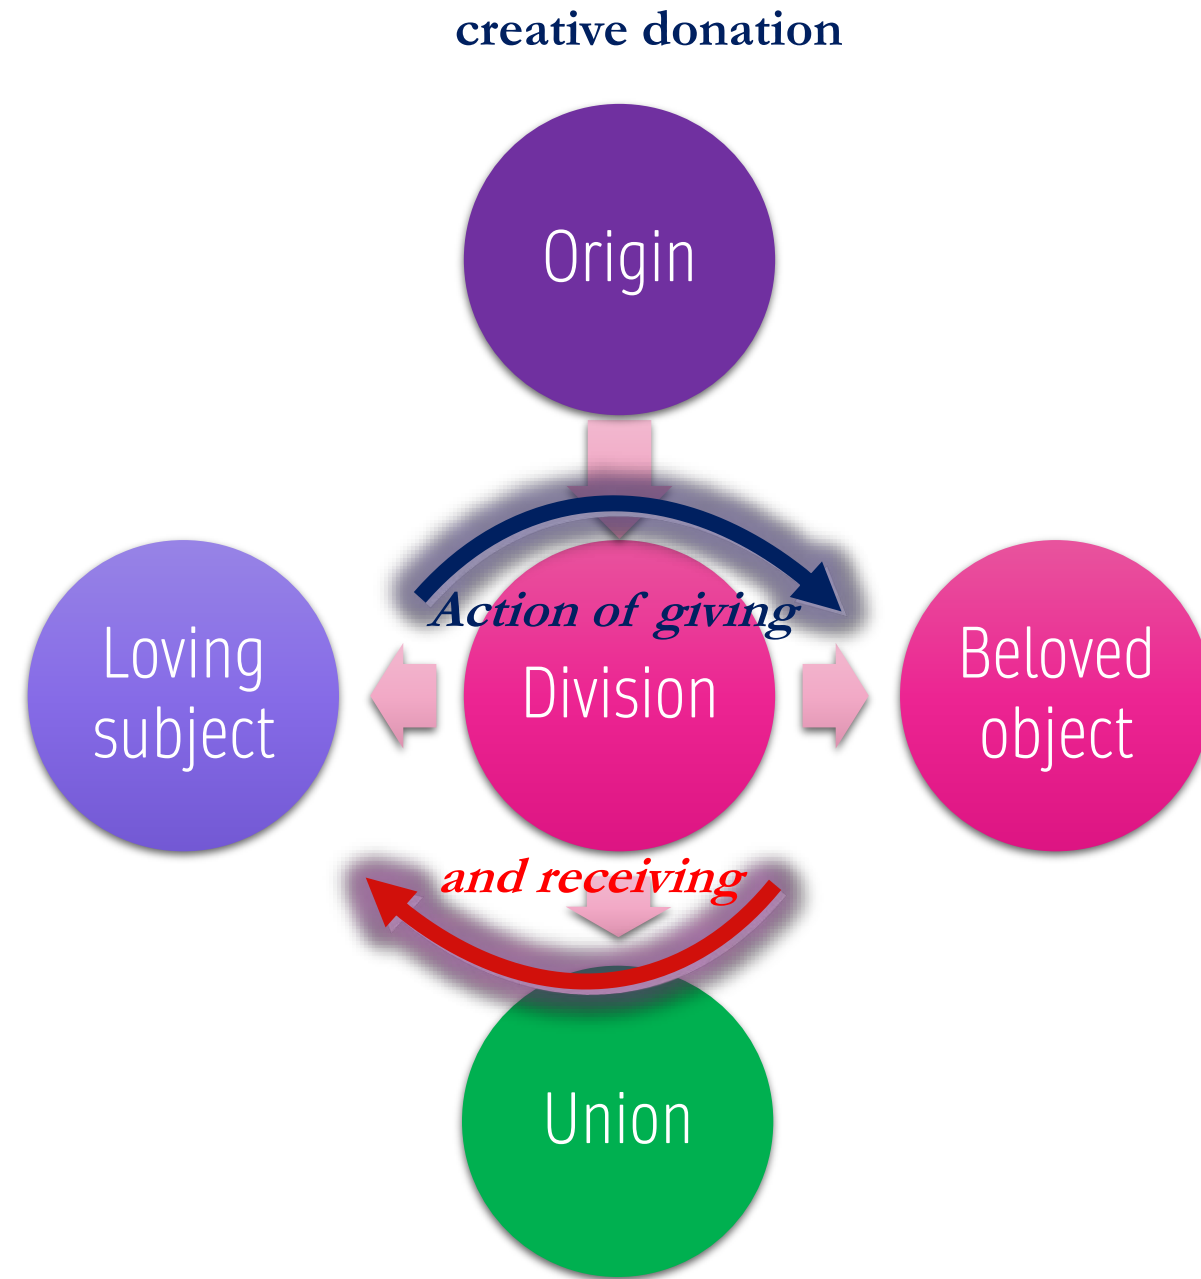 creative donation
Origin
Action of giving
Loving
subject
Division
Beloved
object
and receiving
Union